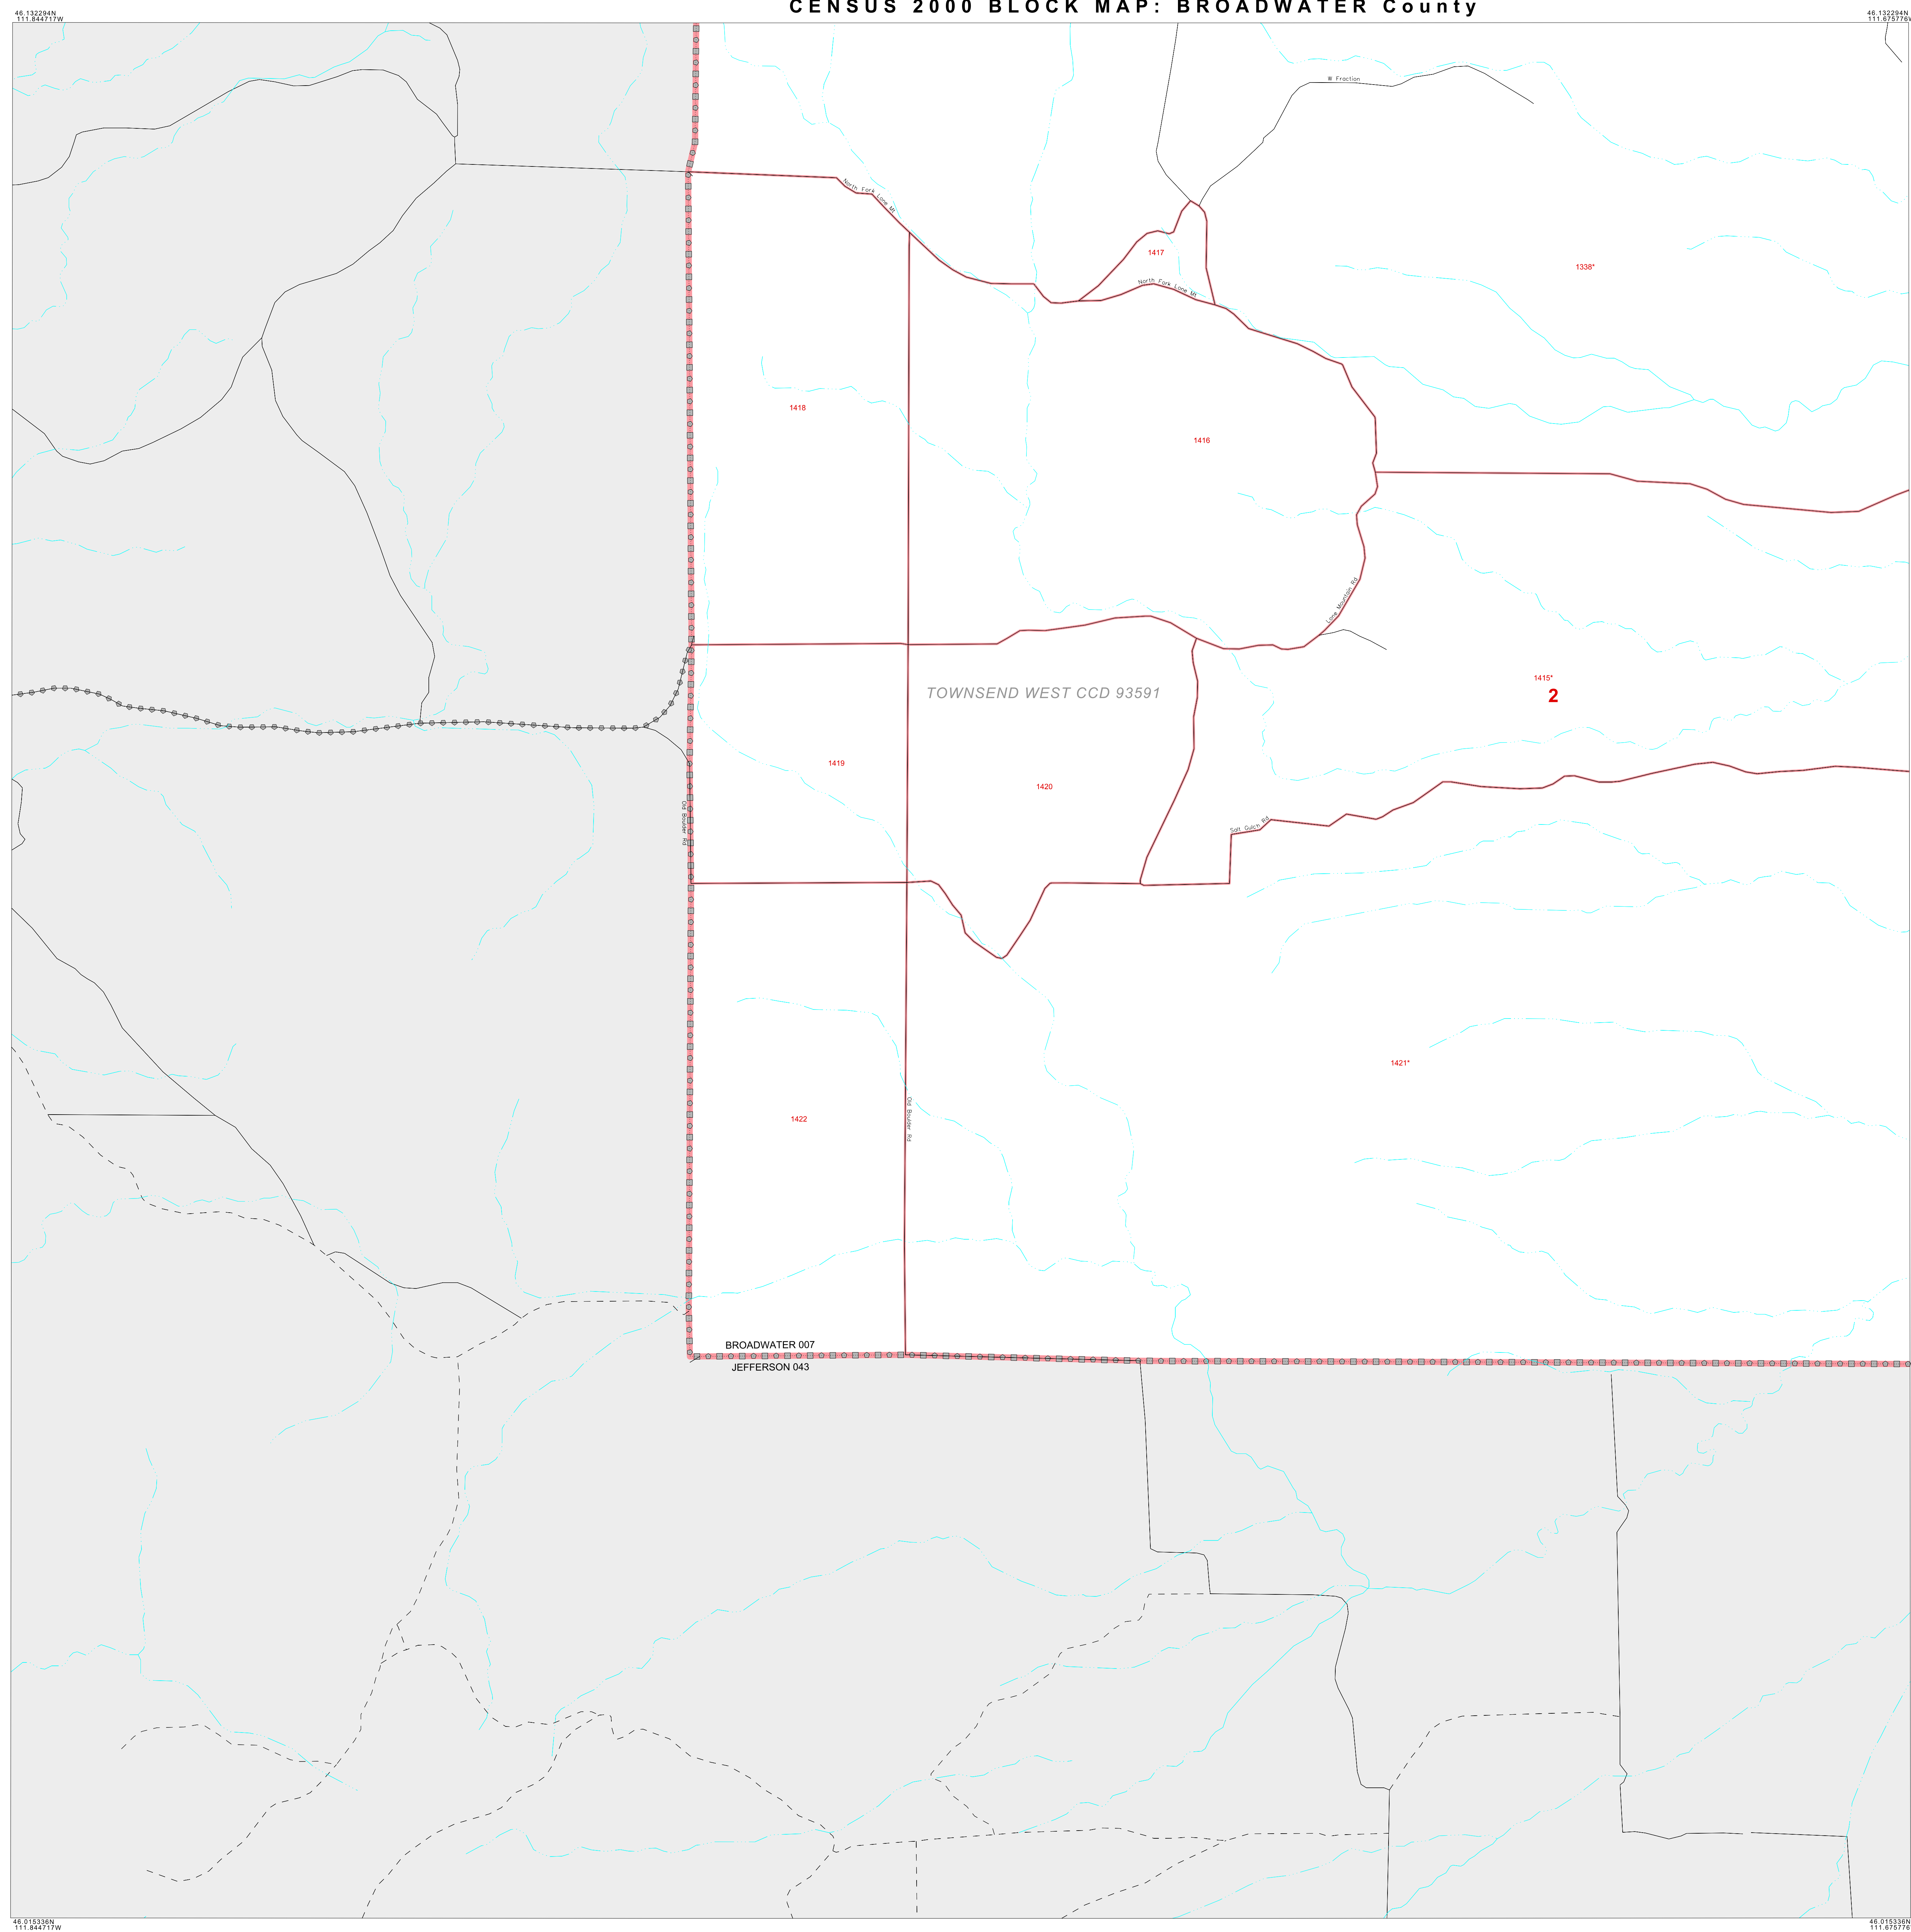 CENSUS 2000 BLOCK MAP: BROADWATER County
46.132294N
111.844717W
46.132294N
111.675776W
W Fraction
North Fork Lane Mt
1417
1338*
North Fork Lane Mt
1418
1416
Lone Mountain Rd
1415*
2
TOWNSEND WEST CCD 93591
1419
1420
Old Boulder Rd
Salt Gulch Rd
1421*
1422
Old Boulder Rd
BROADWATER 007
JEFFERSON 043
46.015336N
111.844717W
46.015336N
111.675776